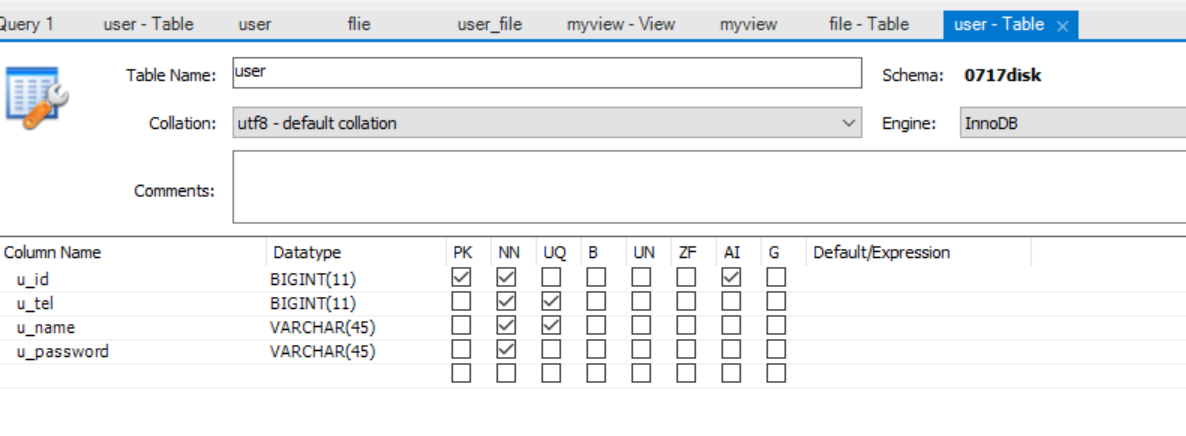 Query 1 user - Table user flie user_file myview - View myview file - Table user - Table ×
Table Name: user Schema: 0717disk
Collation: utf8 - default collation Engine: InnoDB
Comments:
Column Name Datatype PK NN UQ B UN ZF AI G Default/Expression
u_id BIGINT(11)
u_tel BIGINT(11)
u_name VARCHAR(45)
u_password VARCHAR(45)